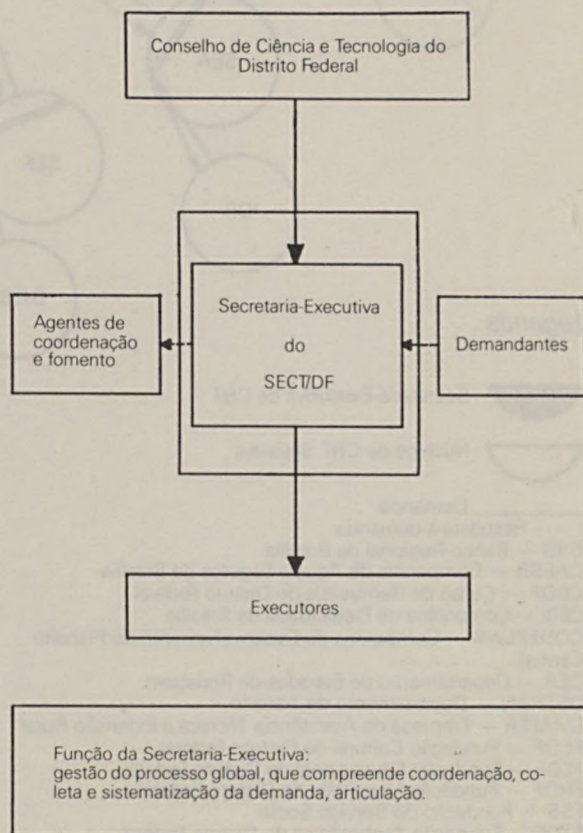 Conselho de Ciência e Tecnologia do
Distrito Federal
Agentes de
coordenação
e fomento
Secretaria-Executiva
do
SECT/DF
Demandantes
Executores
Função da Secretaria-Executiva:
gestão do processo global, que compreende coordenação, co-
leta e sistematização da demanda, articulação.